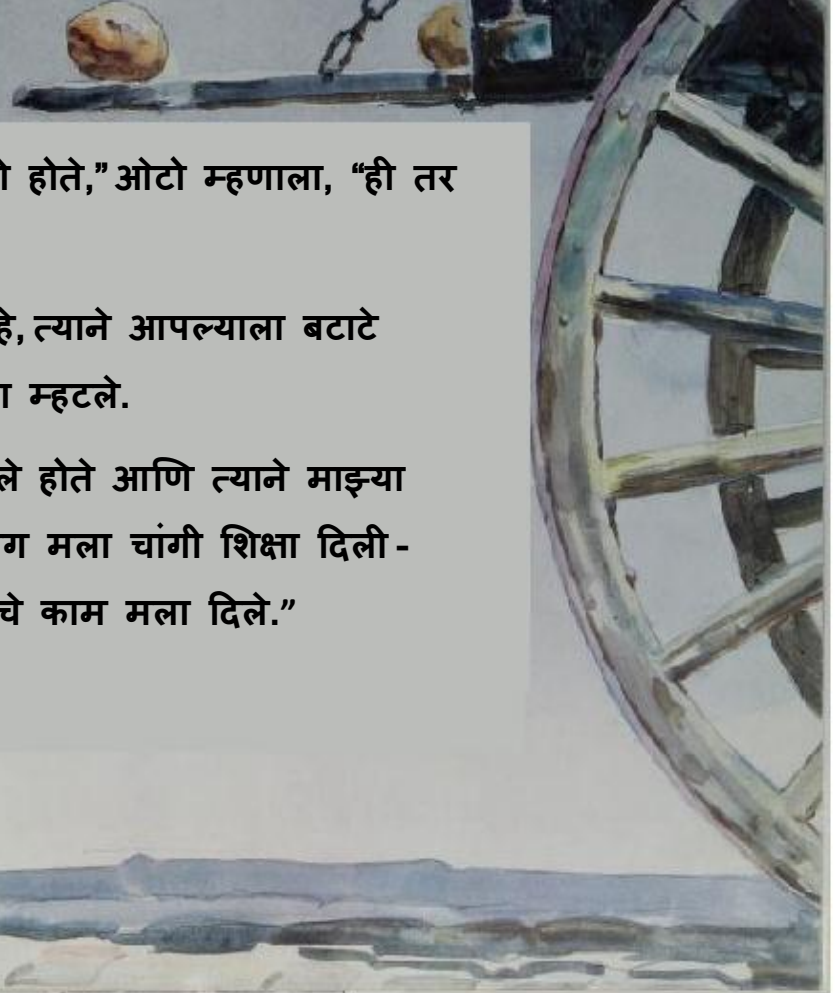 होते,” ओटो म्हणाला, “ही तर
त्याने आपल्याला बटाटे
म्हटले.
होते आणि त्याने माझ्या
मला चांगी शिक्षा दिली -
काम मला दिले.”